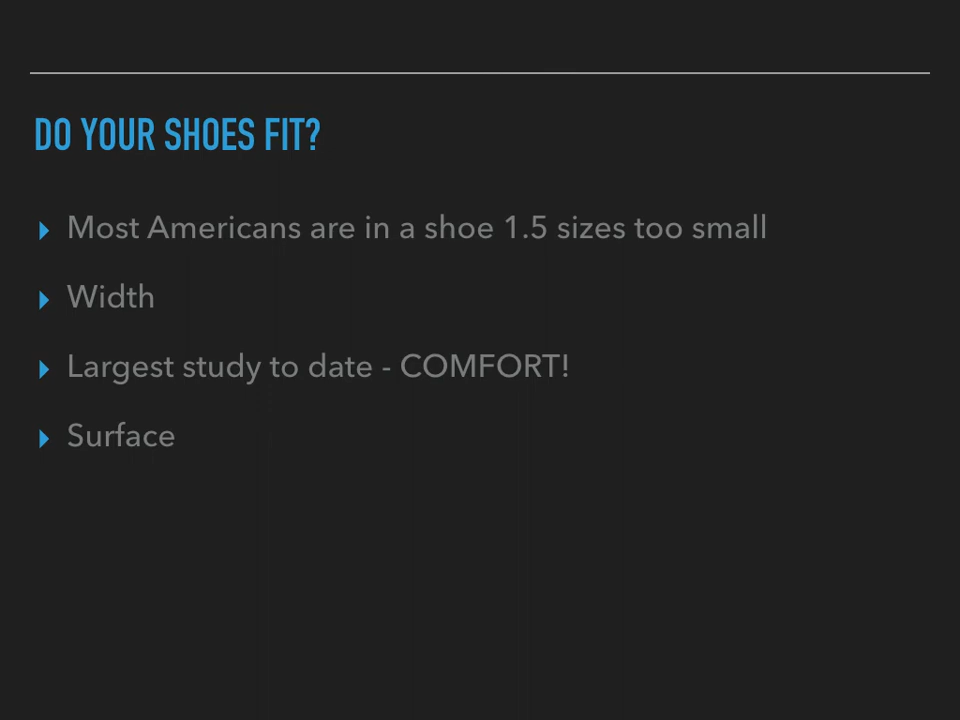 DO YOUR SHOES FIT?
Most Americans are in a shoe 1.5 sizes too small
Width
Largest study to date - COMFORT!
Surface